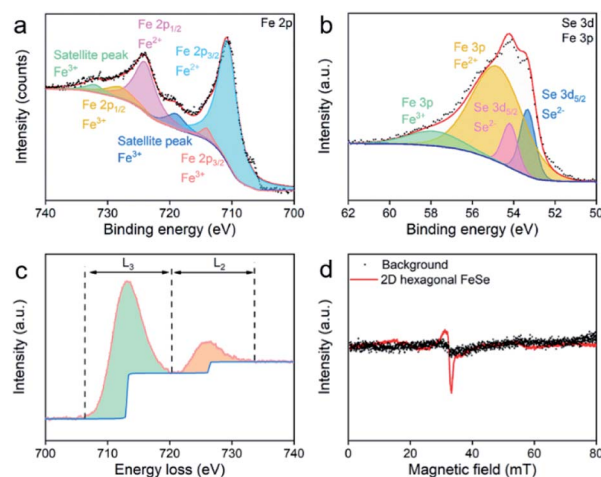 a
Fe 2p₁/₂
Fe 2p
Fe²⁺
Satellite peak
Fe 2p₃/₂
Fe³⁺
Fe²⁺
Fe 2p₁/₂
Fe³⁺
Satellite peak
Fe³⁺
Fe 2p₃/₂
Fe³⁺
Intensity (counts)
740 730 720 710 700
Binding energy (eV)
b
Se 3d
Fe 3p
Fe 3p
Fe²⁺
Fe 3p
Fe³⁺
Se 3d₅/₂
Se²⁻
Se 3d₅/₂
Se²⁻
Intensity (a.u.)
62 60 58 56 54 52 50
Binding energy (eV)
c
L₃
L₂
Intensity (a.u.)
700 710 720 730 740
Energy loss (eV)
d
Background
2D hexagonal FeSe
Intensity (a.u.)
0 20 40 60 80
Magnetic field (mT)